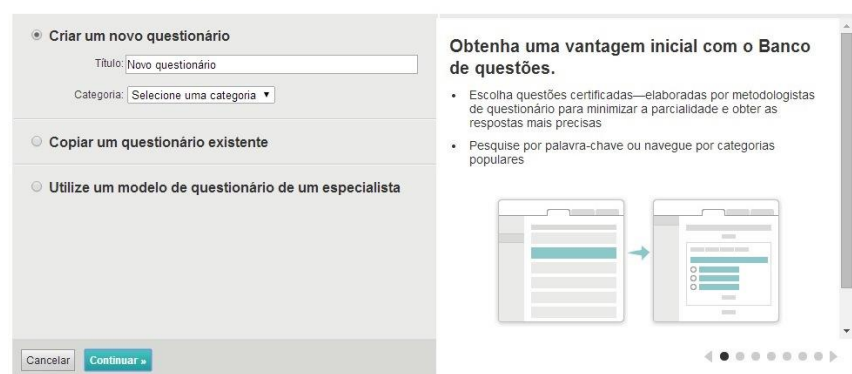 Criar um novo questionário
Título: Novo questionário
Categoria: Selecione uma categoria
Copiar um questionário existente
Utilize um modelo de questionário de um especialista
Cancelar
Continuar »
Obtenha uma vantagem inicial com o Banco
de questões.
• Escolha questões certificadas—elaboradas por metodologistas
de questionário para minimizar a parcialidade e obter as
respostas mais precisas
• Pesquise por palavra-chave ou navegue por categorias
populares